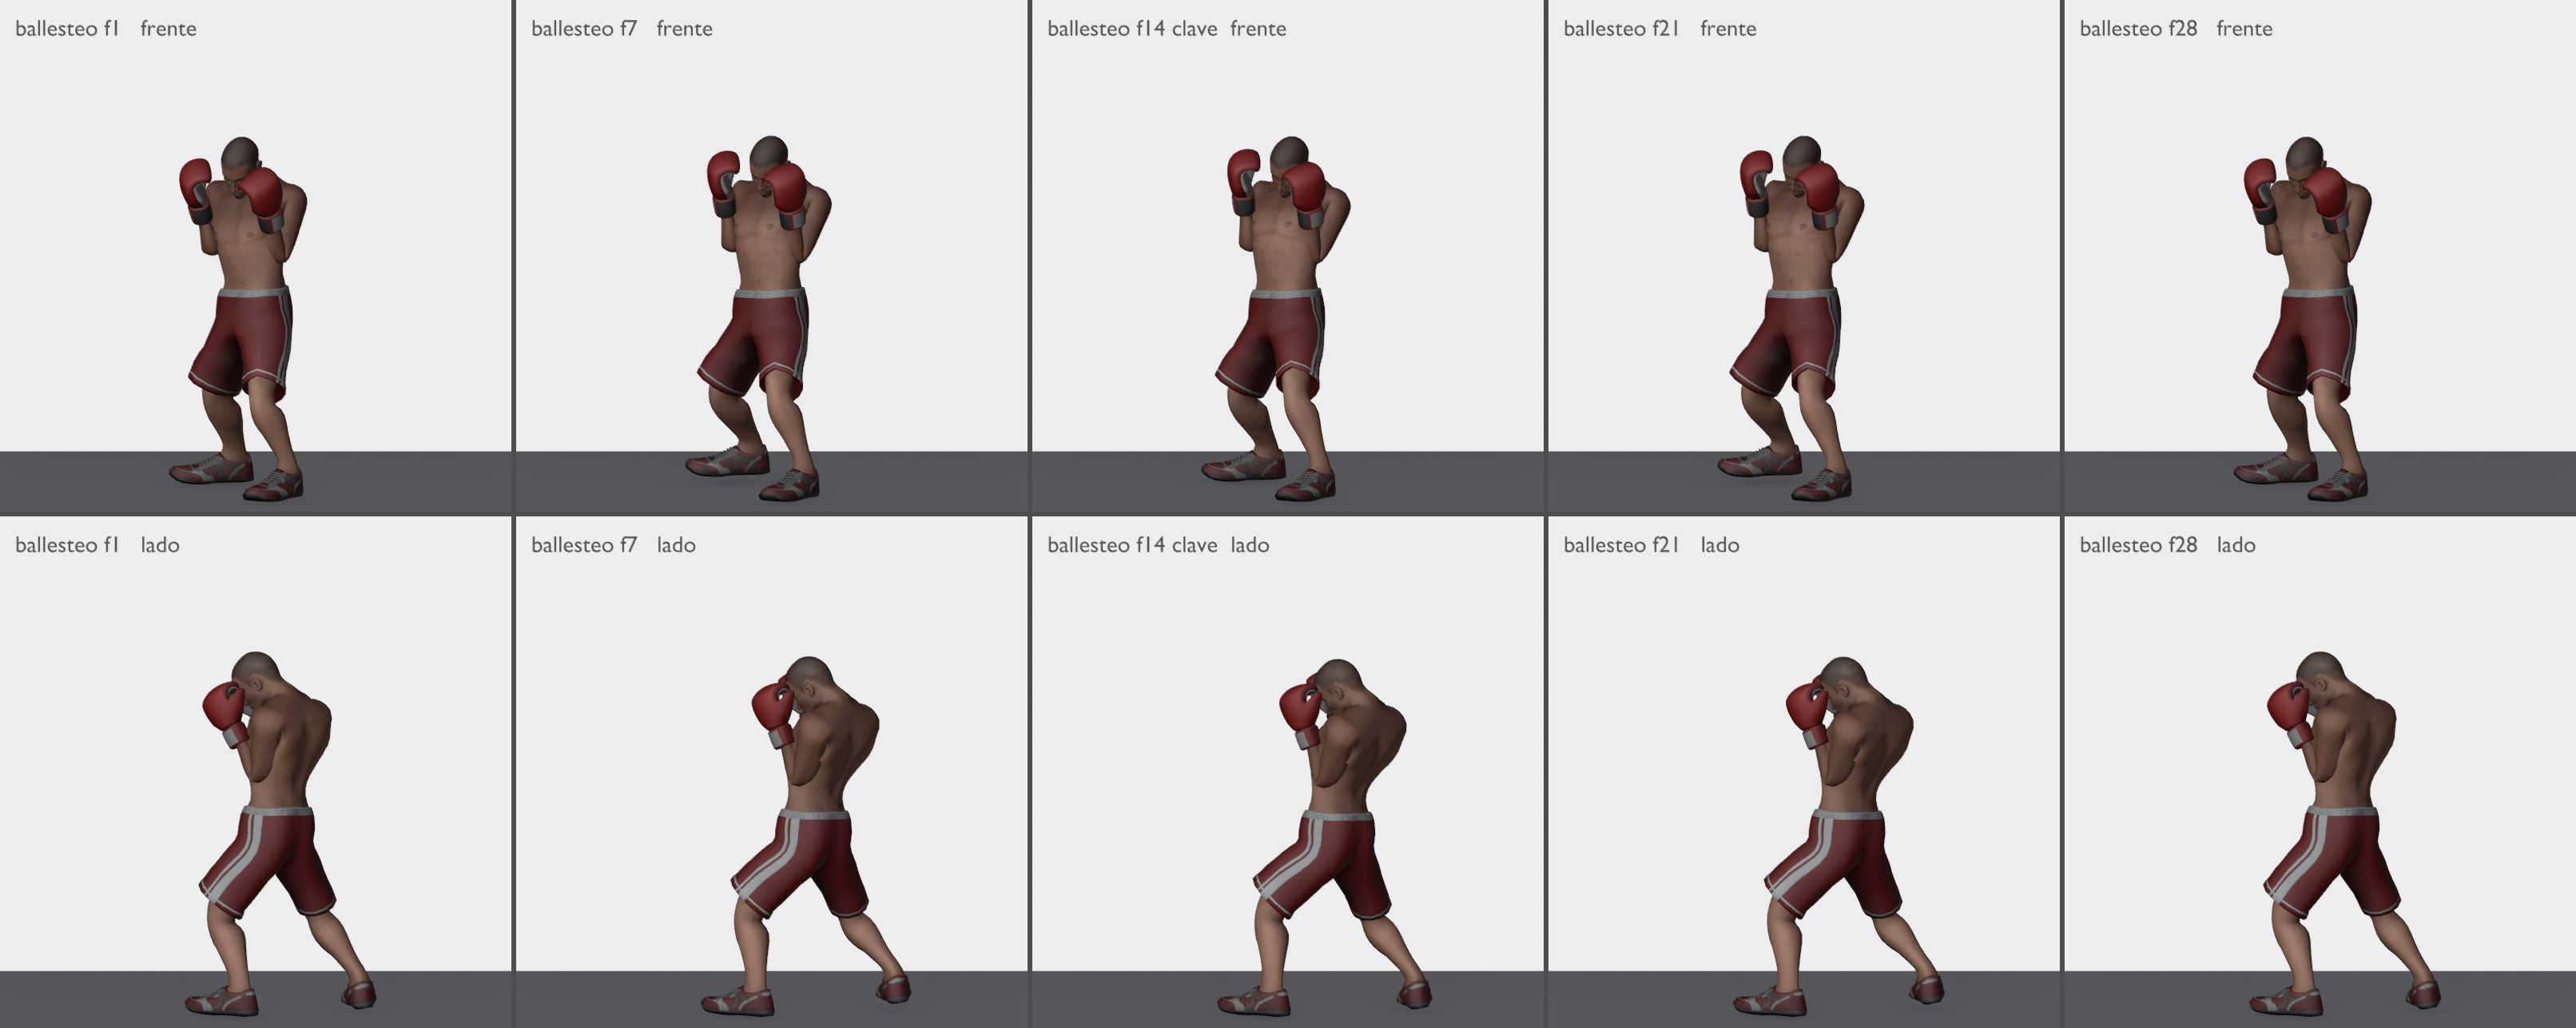 ballesteo f1 frente
ballesteo f7 frente
ballesteo f14 clave frente
ballesteo f21 frente
ballesteo f28 frente
ballesteo f1 lado
ballesteo f7 lado
ballesteo f14 clave lado
ballesteo f21 lado
ballesteo f28 lado